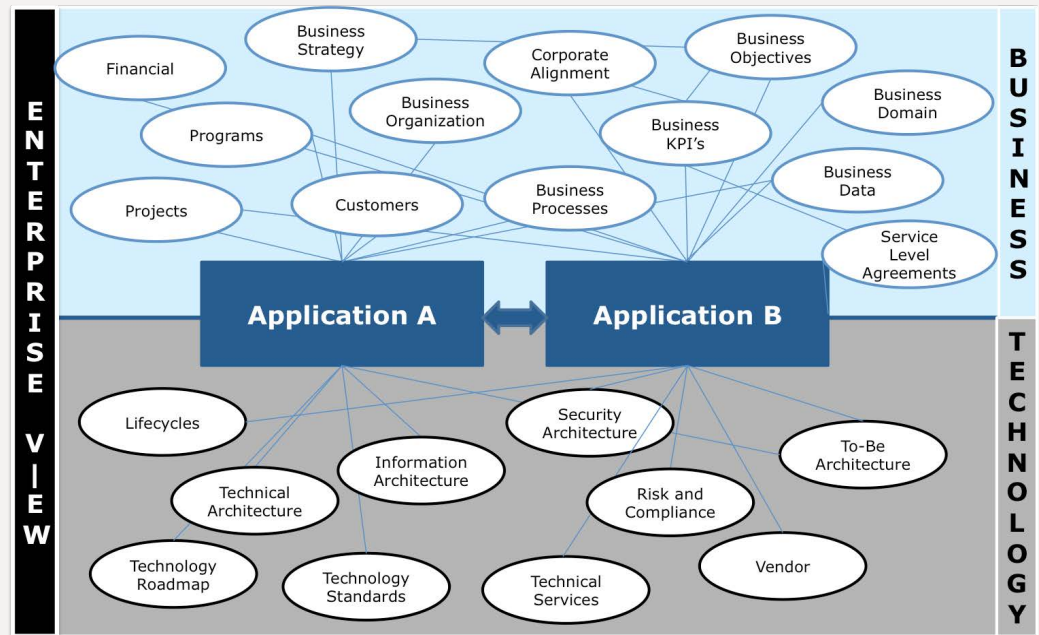 ENTERPRISE V|EW
Business
Strategy
Financial
Corporate
Alignment
Business
Objectives
Business
Organization
Programs
Business
KPI’s
Business
Domain
Projects
Customers
Business
Processes
Business
Data
Service
Level
Agreements
BUSINESS
Application A
Application B
Lifecycles
Security
Architecture
To-Be
Architecture
Information
Architecture
Technical
Architecture
Risk and
Compliance
Technology
Roadmap
Technology
Standards
Technical
Services
Vendor
TECHNOLOGY